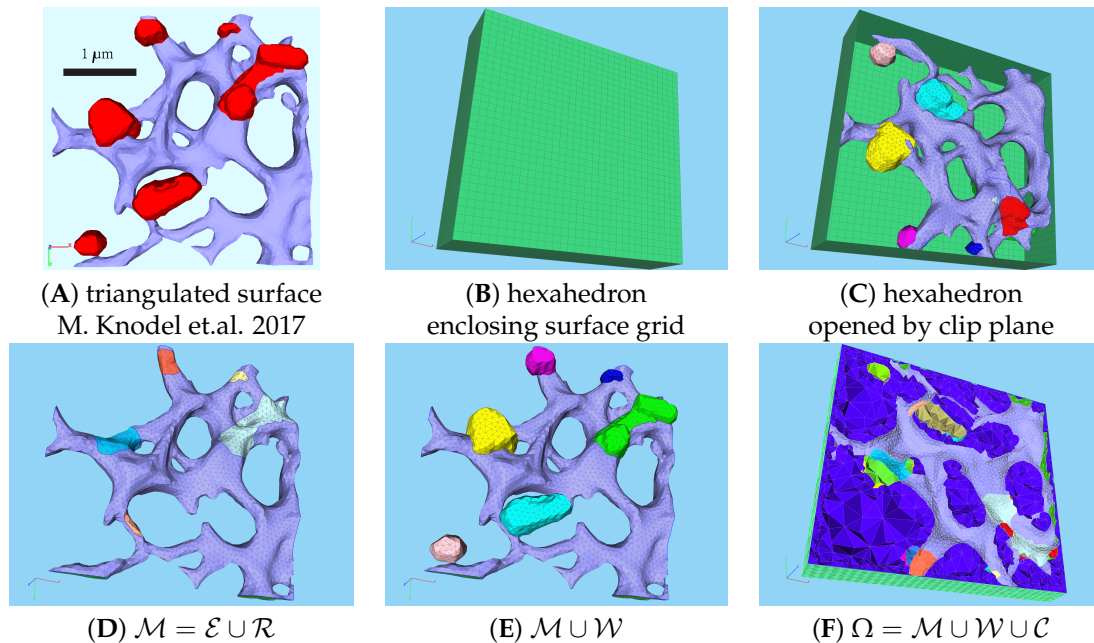 1 μm
(A) triangulated surface
M. Knodel et.al. 2017
(B) hexahedron
enclosing surface grid
(C) hexahedron
opened by clip plane
(D) ℳ = ℰ ∪ ℛ
(E) ℳ ∪ 𝒲
(F) Ω = ℳ ∪ 𝒲 ∪ 𝒞